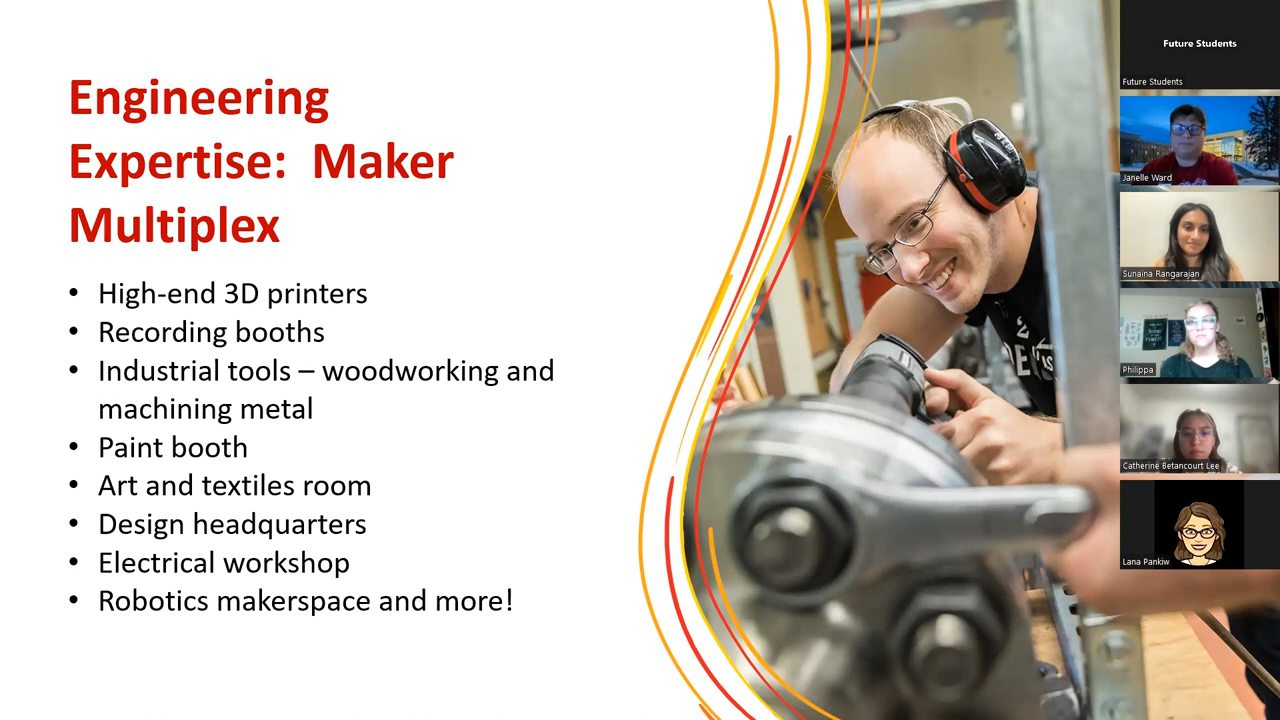 Engineering
Expertise:  Maker
Multiplex
• High-end 3D printers
• Recording booths
• Industrial tools – woodworking and
machining metal
• Paint booth
• Art and textiles room
• Design headquarters
• Electrical workshop
• Robotics makerspace and more!
Future Students
Future Students
Janelle Ward
Sunaina Rangarajan
Philippa
Catherine Betancourt Lee
Lana Pankiw